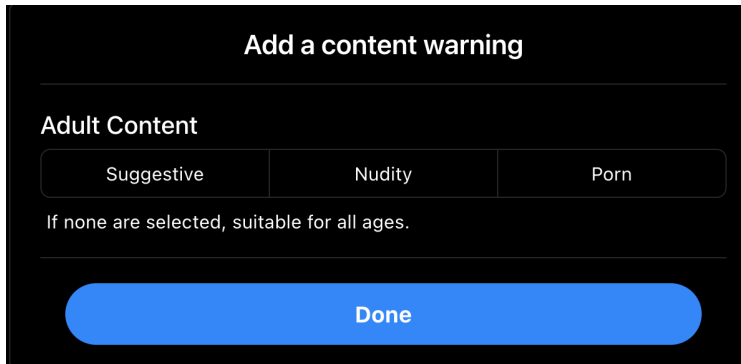 Add a content warning
Adult Content
Suggestive Nudity Porn
If none are selected, suitable for all ages.
Done